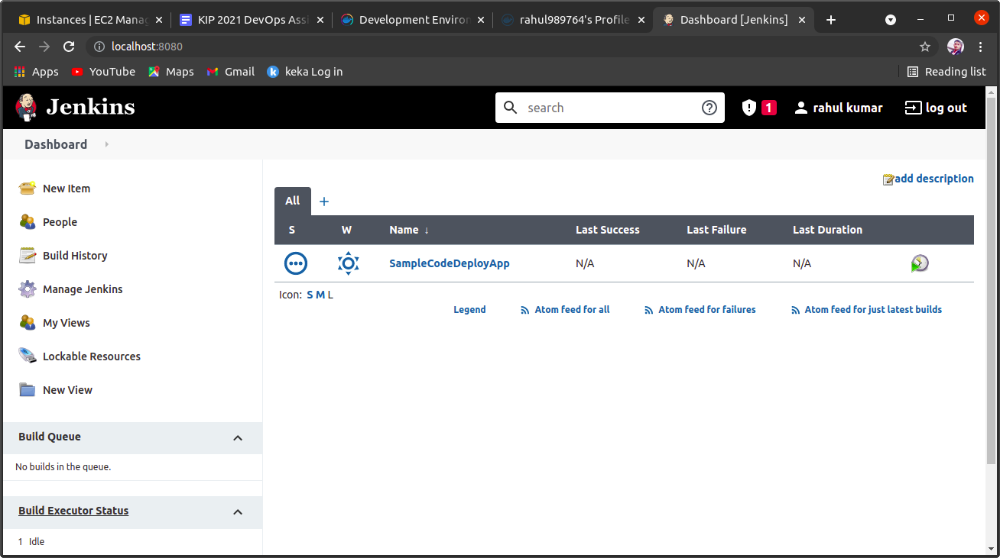 Instances | EC2 Manag
KIP 2021 DevOps Assi
Development Environ
rahul989764's Profile
Dashboard [Jenkins]
localhost:8080
Apps YouTube Maps Gmail keka Log in Reading list
Jenkins search 1 rahul kumar log out
Dashboard
add description
New Item
People
Build History
Manage Jenkins
My Views
Lockable Resources
New View
All +
S W Name ↓ Last Success Last Failure Last Duration
SampleCodeDeployApp N/A N/A N/A
Icon: S M L
Legend Atom feed for all Atom feed for failures Atom feed for just latest builds
Build Queue
No builds in the queue.
Build Executor Status
1 Idle